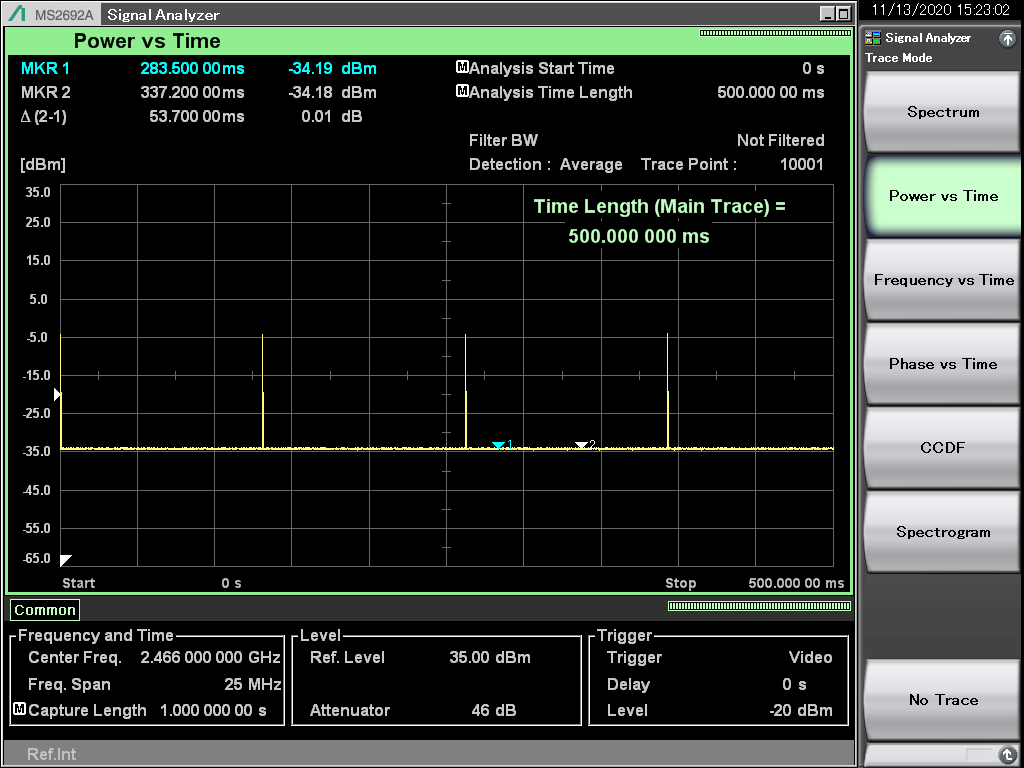 MS2692A Signal Analyzer
11/13/2020 15:23:02
Power vs Time
MKR 1 283.500 00ms -34.19 dBm
MKR 2 337.200 00ms -34.18 dBm
Δ (2-1) 53.700 00ms 0.01 dB
M Analysis Start Time 0 s
M Analysis Time Length 500.000 00 ms
Filter BW Not Filtered
Detection : Average Trace Point : 10001
[dBm]
Time Length (Main Trace) =
500.000 000 ms
35.0
25.0
15.0
5.0
-5.0
-15.0
-25.0
-35.0
-45.0
-55.0
-65.0
1
2
Start 0 s Stop 500.000 00 ms
Common
Frequency and Time
Center Freq. 2.466 000 000 GHz
Freq. Span 25 MHz
M Capture Length 1.000 000 00 s
Level
Ref. Level 35.00 dBm
Attenuator 46 dB
Trigger
Trigger Video
Delay 0 s
Level -20 dBm
Ref.Int
Signal Analyzer
Trace Mode
Spectrum
Power vs Time
Frequency vs Time
Phase vs Time
CCDF
Spectrogram
No Trace